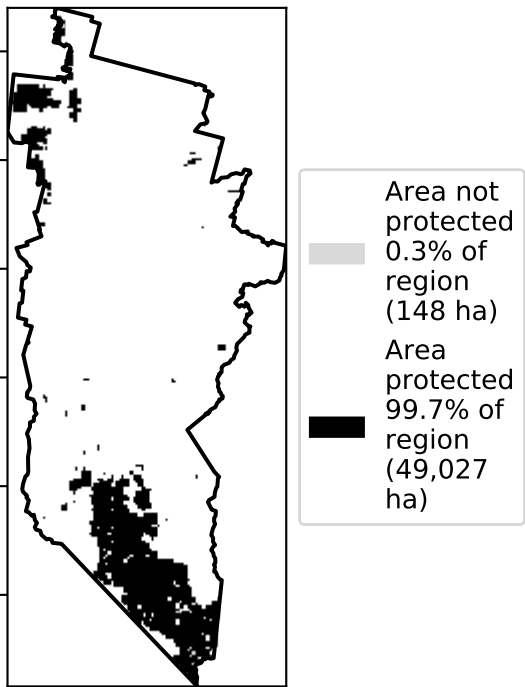 Area not
protected
0.3% of
region
(148 ha)
Area
protected
99.7% of
region
(49,027
ha)